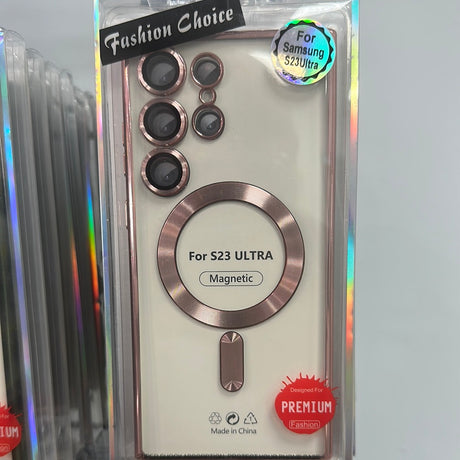 Fashion Choice
For
Samsung
S23Ultra
For S23 ULTRA
Magnetic
Designed For
PREMIUM
Fashion
Made in China